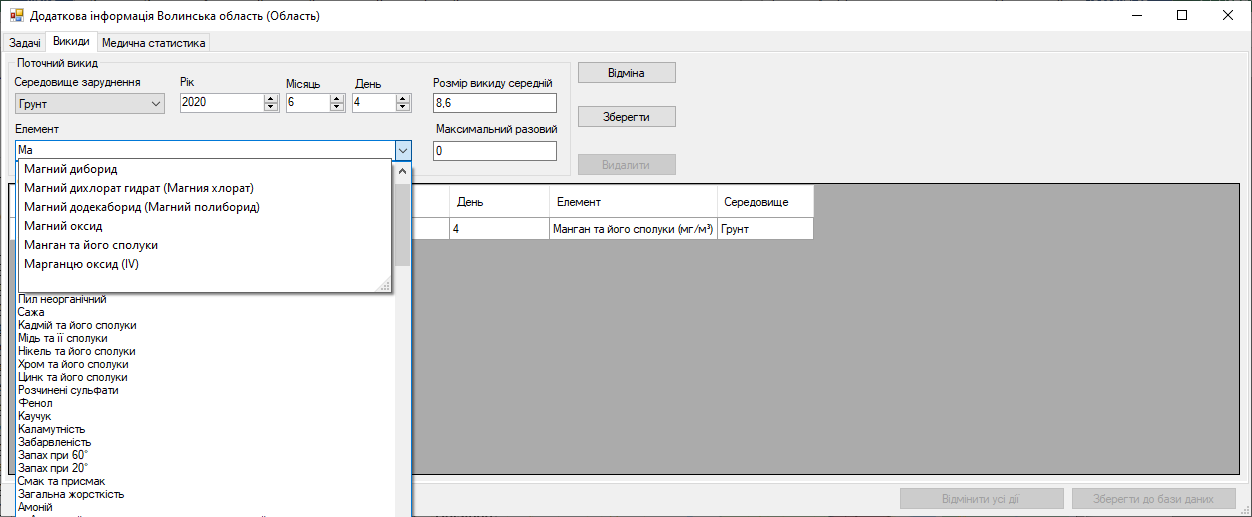 Додаткова інформація Волинська область (Область)
Задачі Викиди Медична статистика
Поточний викид
Середовище заруднення Рік Місяць День Розмір викиду середній
Грунт 2020 6 4 8,6
Елемент Максимальний разовий
Ма 0
Відміна
Зберегти
Видалити
Магний диборид
Магний дихлорат гидрат (Магния хлорат)
Магний додекаборид (Магний полиборид)
Магний оксид
Манган та його сполуки
Марганцю оксид (IV)
День Елемент Середовище
4 Манган та його сполуки (мг/м³) Грунт
Пил неорганічний
Сажа
Кадмій та його сполуки
Мідь та її сполуки
Нікель та його сполуки
Хром та його сполуки
Цинк та його сполуки
Розчинені сульфати
Фенол
Каучук
Каламутність
Забарвленість
Запах при 60°
Запах при 20°
Смак та присмак
Загальна жорсткість
Амоній
Відмінити усі дії Зберегти до бази даних